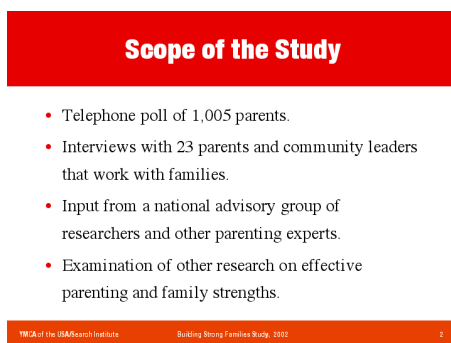 Scope of the Study
• Telephone poll of 1,005 parents.
• Interviews with 23 parents and community leaders
that work with families.
• Input from a national advisory group of
researchers and other parenting experts.
• Examination of other research on effective
parenting and family strengths.
YMCA of the USA/Search Institute Building Strong Families Study, 2002 2